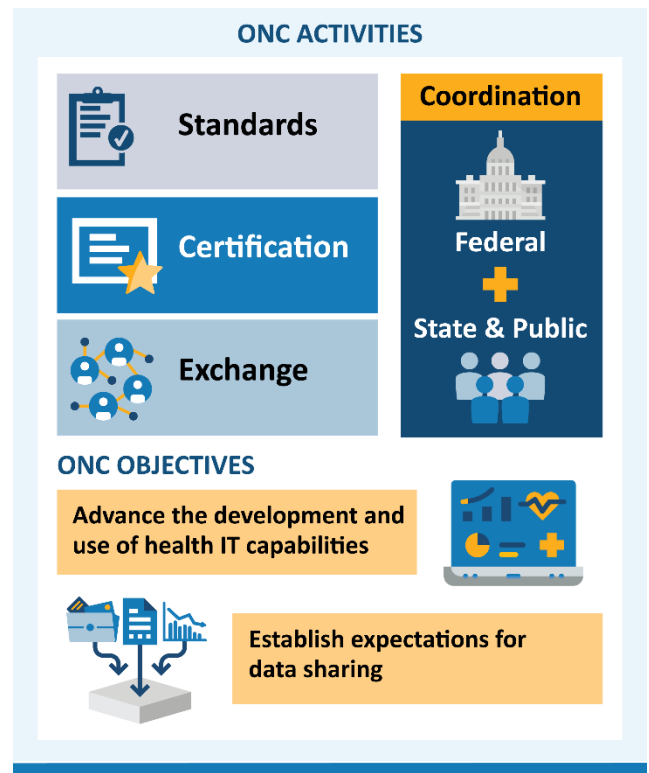 ONC ACTIVITIES
Standards
Certification
Exchange
Coordination
Federal
State & Public
ONC OBJECTIVES
Advance the development and
use of health IT capabilities
Establish expectations for
data sharing